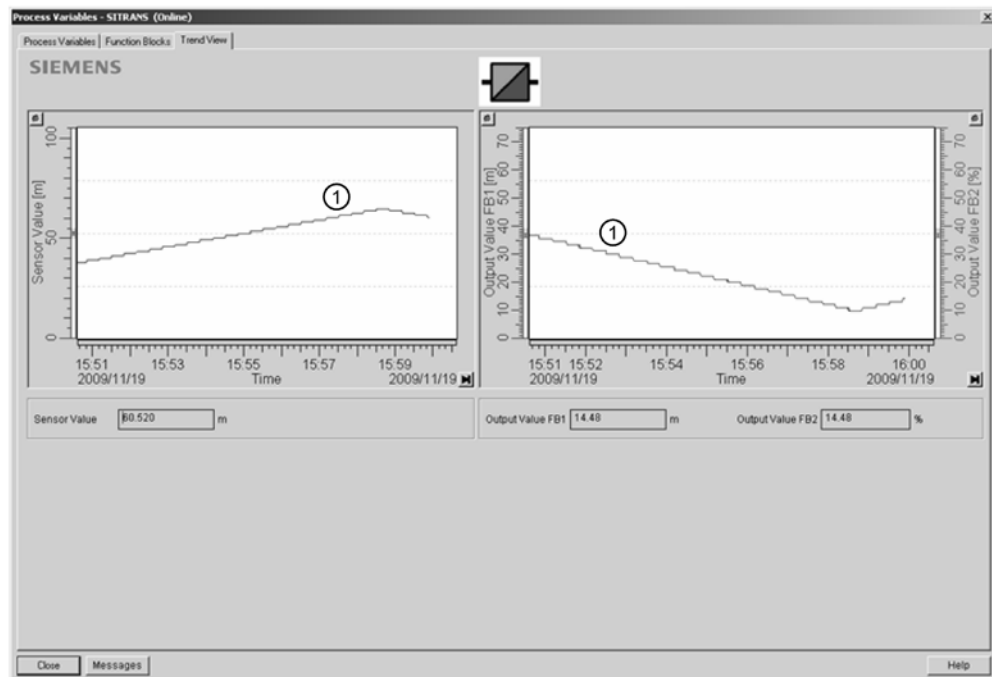 Process Variables - SITRANS (Online)
Process Variables Function Blocks Trend View
SIEMENS
100
50
0
Sensor Value [m]
1
15:51 15:53 15:55 15:57 15:59
2009/11/19 Time 2009/11/19
70
60
50
40
30
20
10
0
Output Value FB1 [m]
1
70
60
50
40
30
20
10
0
Output Value FB2 [%]
15:51 15:52 15:54 15:56 15:58 16:00
2009/11/19 Time 2009/11/19
Sensor Value 60.520 m
Output Value FB1 14.48 m Output Value FB2 14.48 %
Close Messages Help